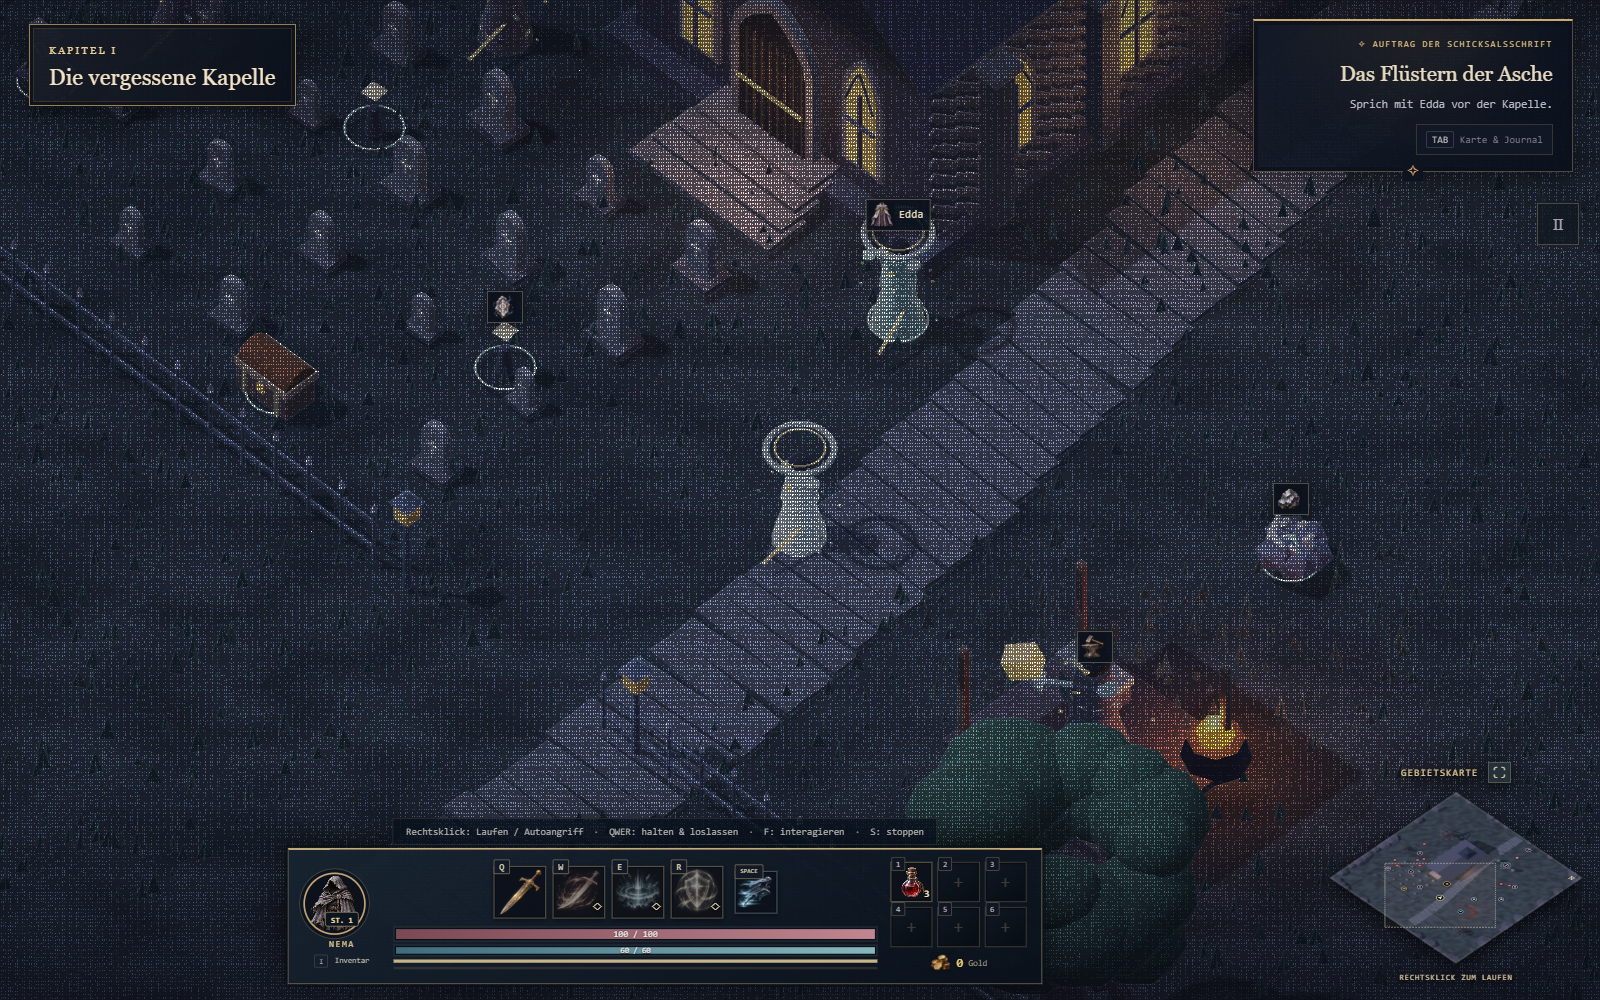 KAPITEL I
Die vergessene Kapelle
✧ AUFTRAG DER SCHICKSALSSCHRIFT
Das Flüstern der Asche
Sprich mit Edda vor der Kapelle.
TAB Karte & Journal
II
Edda
GEBIETSKARTE
RECHTSKLICK ZUM LAUFEN
Rechtsklick: Laufen / Autoangriff · QWER: halten & loslassen · F: interagieren · S: stoppen
Q W E R SPACE
ST. 1
NEMA
I Inventar
100 / 100
60 / 60
1 2 3
3
4 5 6
0 Gold